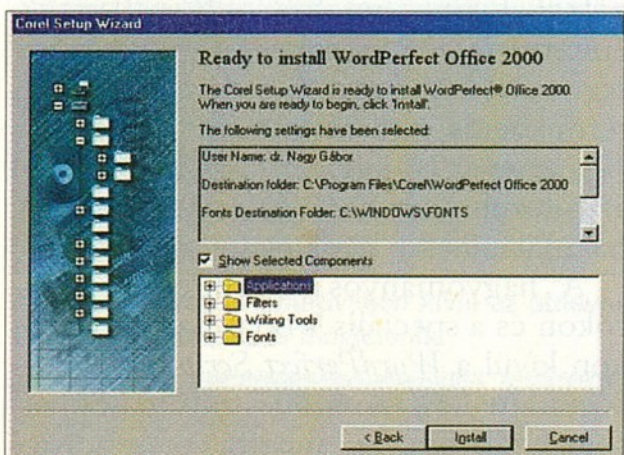 Corel Setup Wizard
Ready to install WordPerfect Office 2000
The Corel Setup Wizard is ready to install WordPerfect® Office 2000.
When you are ready to begin, click 'Install'.
The following settings have been selected:
User Name: dr. Nagy Gábor
Destination folder: C:\Program Files\Corel\WordPerfect Office 2000
Fonts Destination Folder: C:\WINDOWS\FONTS
Show Selected Components
Applications
Filters
Writing Tools
Fonts
< Back
Install
Cancel